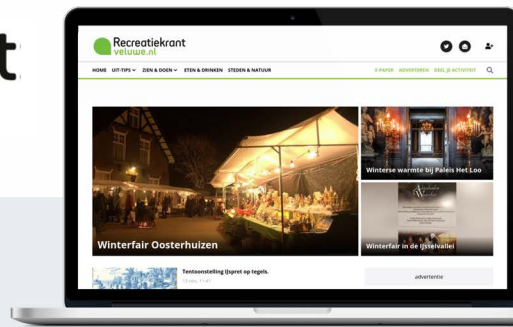 t
Recreatiekrant
veluwe.nl
HOME UIT-TIPS ZIEN & DOEN ETEN & DRINKEN STEDEN & NATUUR
E-PAPER ADVERTEREN DEEL JE ACTIVITEIT
Winterfair Oosterhuizen
Winterse warmte bij Paleis Het Loo
Winterfair in de IJsselvallei
Tentoonstelling IJspret op tegels.
advertentie